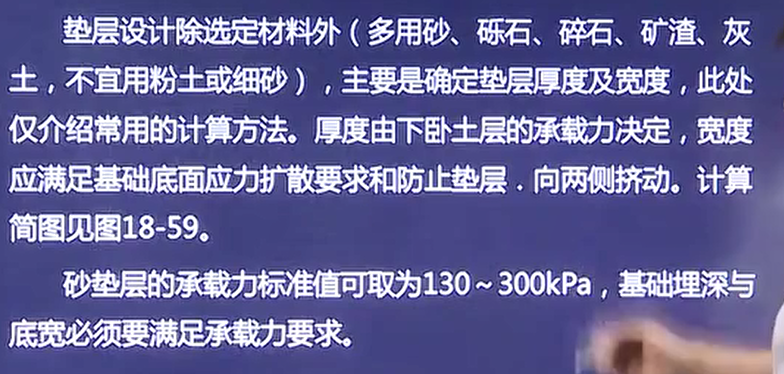 垫层设计除选定材料外（多用砂、砾石、碎石、矿渣、灰
土，不宜用粉土或细砂），主要是确定垫层厚度及宽度，此处
仅介绍常用的计算方法。厚度由下卧土层的承载力决定，宽度
应满足基础底面应力扩散要求和防止垫层．向两侧挤动。计算
简图见图18-59。
砂垫层的承载力标准值可取为130～300kPa，基础埋深与
底宽必须要满足承载力要求。